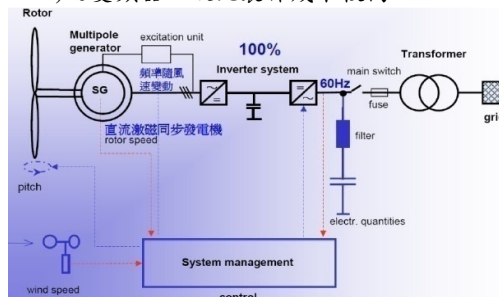 Rotor
Multipole
generator
excitation unit
頻率隨風
速變動
SG
直流激磁同步發電機
rotor speed
100%
Inverter system
60Hz
main switch
fuse
Transformer
filter
electr. quantities
pitch
wind speed
System management